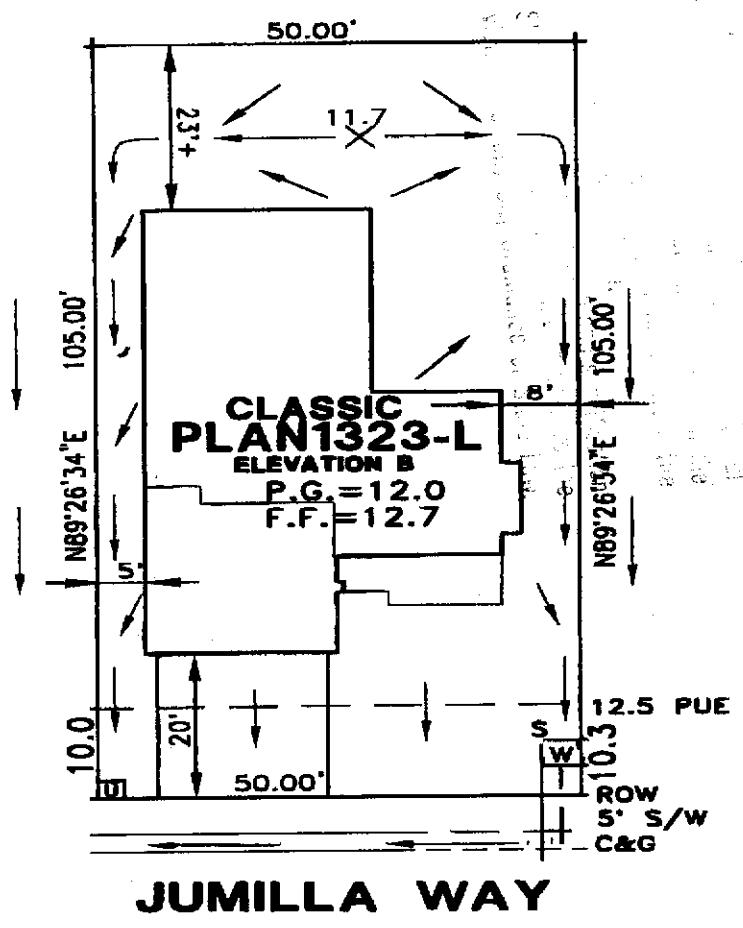 50.00'
11.7
23'+
105.00'
N89°26'34"E
105.00'
N89°26'34"E
8'
CLASSIC
PLAN1323-L
ELEVATION B
P.G.=12.0
F.F.=12.7
5'
12.5 PUE
20'
10.0
S
W
10.3
U
50.00'
ROW
5' S/W
C&G
JUMILLA WAY